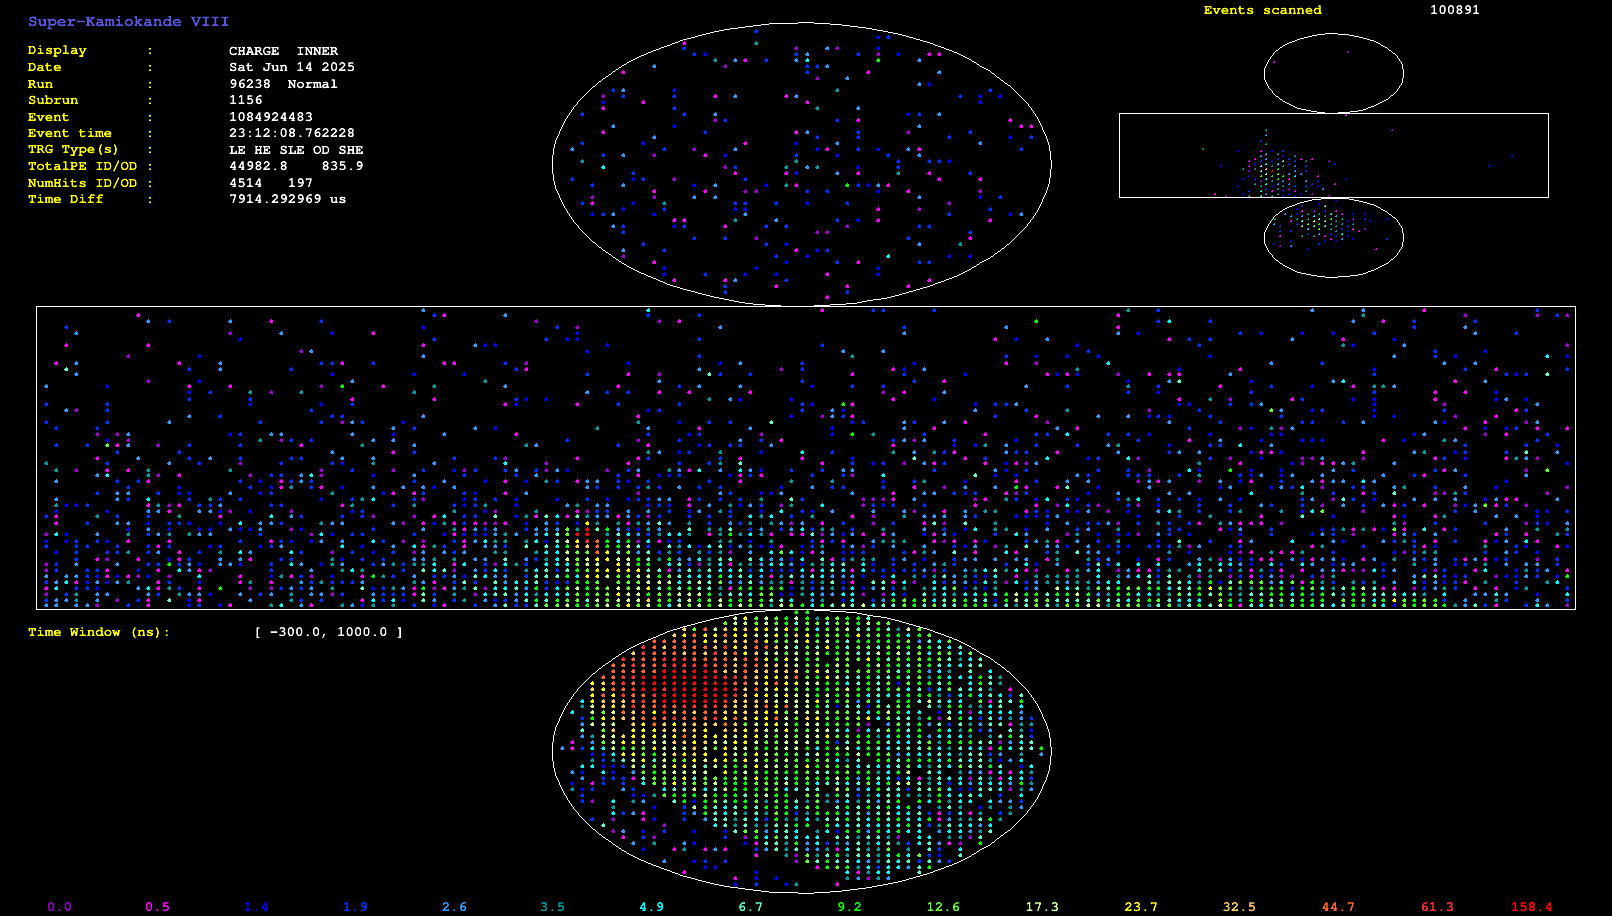 Super-Kamiokande VIII
Events scanned 100891
Display : CHARGE INNER
Date : Sat Jun 14 2025
Run : 96238 Normal
Subrun : 1156
Event : 1084924483
Event time : 23:12:08.762228
TRG Type(s) : LE HE SLE OD SHE
TotalPE ID/OD : 44982.8 835.9
NumHits ID/OD : 4514 197
Time Diff : 7914.292969 us
Time Window (ns): [ -300.0, 1000.0 ]
0.0 0.5 1.4 1.9 2.6 3.5 4.9 6.7 9.2 12.6 17.3 23.7 32.5 44.7 61.3 158.4